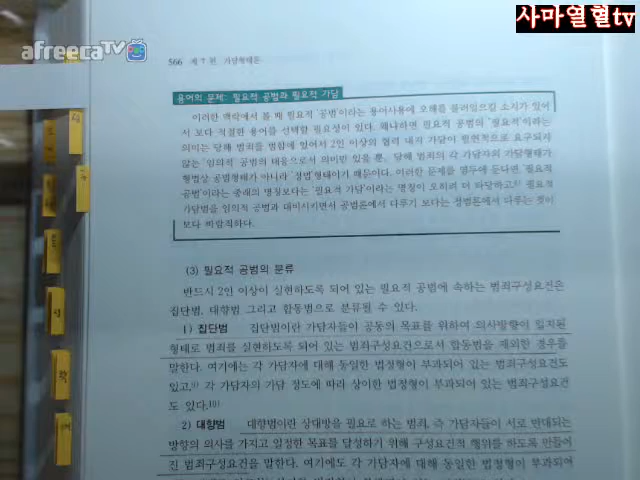 사마열혈tv
afreecaTV
566 제7편 가담형태론
용어의 문제: 필요적 공범과 필요적 가담
이러한 맥락에서 볼 때 필요적 '공범'이라는 용어사용에 오해를 불러일으킬 소지가 있어
서 보다 적절한 용어를 선택할 필요성이 있다. 왜냐하면 필요적 공범의 '필요적'이라는
의미는 당해 범죄를 범함에 있어서 2인 이상의 협력 내지 가담이 필연적으로 요구되지
않는 '임의적 공범의 대응으로서 의미만 있을 뿐, 당해 범죄의 각 가담자의 가담형태가
형법상 공범형태가 아니라 '정범'형태이기 때문이다. 이러한 문제를 염두에 둔다면 '필요적
공범'이라는 종래의 명칭보다는 '필요적 가담'이라는 명칭이 오히려 더 타당하고, 필요적
가담범을 임의적 공범과 대비시키면서 공범론에서 다루기 보다는 정범론에서 다루는 것이
보다 바람직하다.
(3) 필요적 공범의 분류
반드시 2인 이상이 실현하도록 되어 있는 필요적 공범에 속하는 범죄구성요건은
집단범, 대향범 그리고 합동범으로 분류될 수 있다.
1) 집단범 집단범이란 가담자들이 공동의 목표를 위하여 의사방향이 일치된
형태로 범죄를 실현하도록 되어 있는 범죄구성요건으로서 합동범을 제외한 경우를
말한다. 여기에는 각 가담자에 대해 동일한 법정형이 부과되어 있는 범죄구성요건도
있고,9) 각 가담자의 가담 정도에 따라 상이한 법정형이 부과되어 있는 범죄구성요건
도 있다.10)
2) 대향범 대향범이란 상대방을 필요로 하는 범죄, 즉 가담자들이 서로 반대되는
방향의 의사를 가지고 일정한 목표를 달성하기 위해 구성요건적 행위를 하도록 만들어
진 범죄구성요건을 말한다. 여기에도 각 가담자에 대해 동일한 법정형이 부과되어